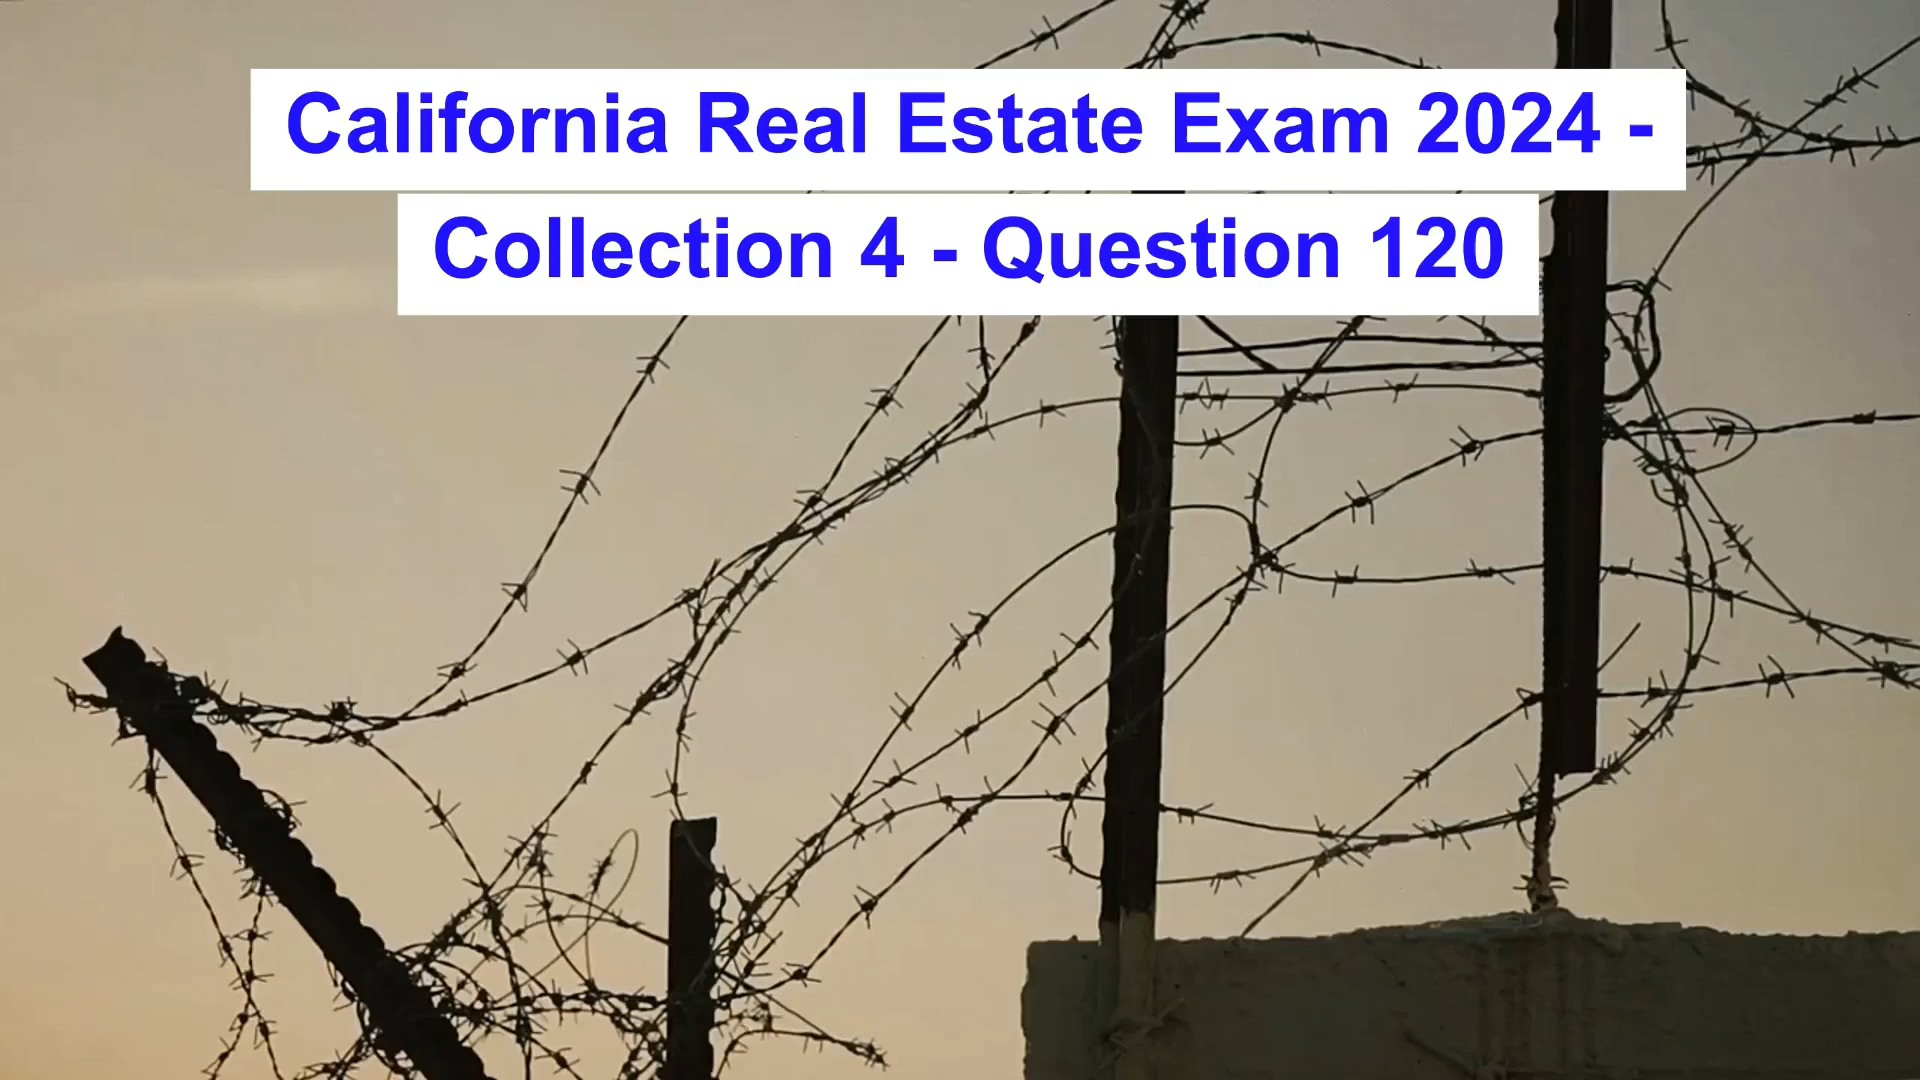 California Real Estate Exam 2024 -
Collection 4 - Question 120